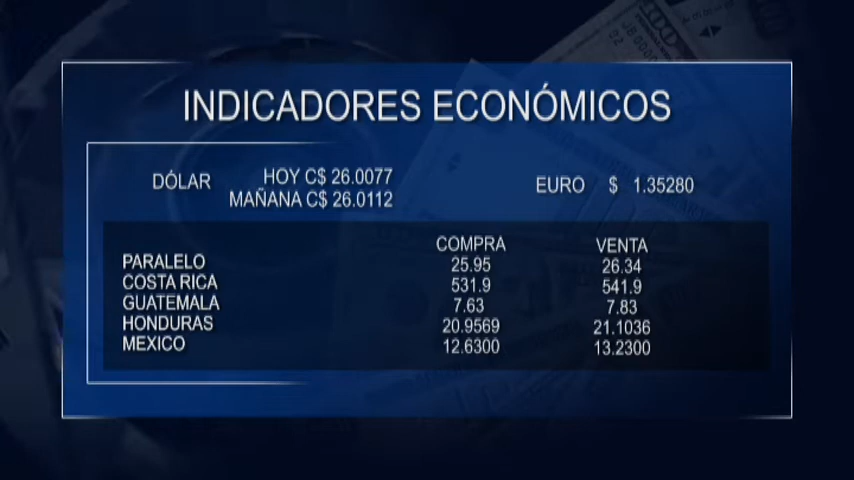 INDICADORES ECONÓMICOS
DÓLAR HOY C$ 26.0077
MAÑANA C$ 26.0112
EURO $ 1.35280
COMPRA VENTA
PARALELO 25.95 26.34
COSTA RICA 531.9 541.9
GUATEMALA 7.63 7.83
HONDURAS 20.9569 21.1036
MEXICO 12.6300 13.2300